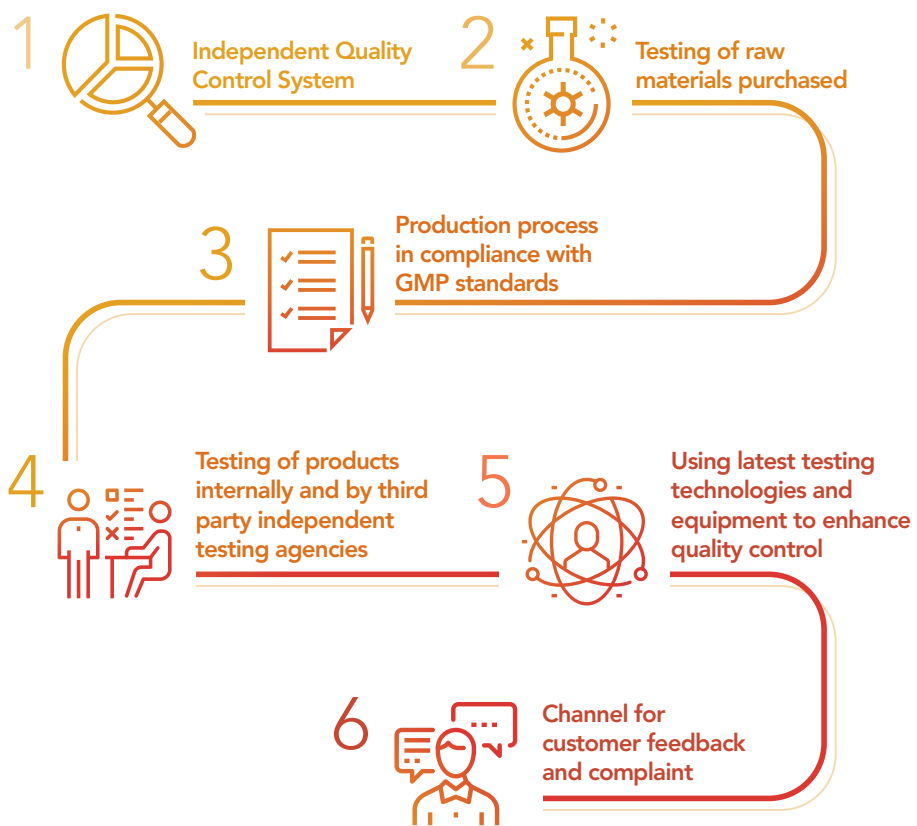 1
Independent Quality
Control System
2
Testing of raw
materials purchased
3
Production process
in compliance with
GMP standards
4
Testing of products
internally and by third
party independent
testing agencies
5
Using latest testing
technologies and
equipment to enhance
quality control
6
Channel for
customer feedback
and complaint